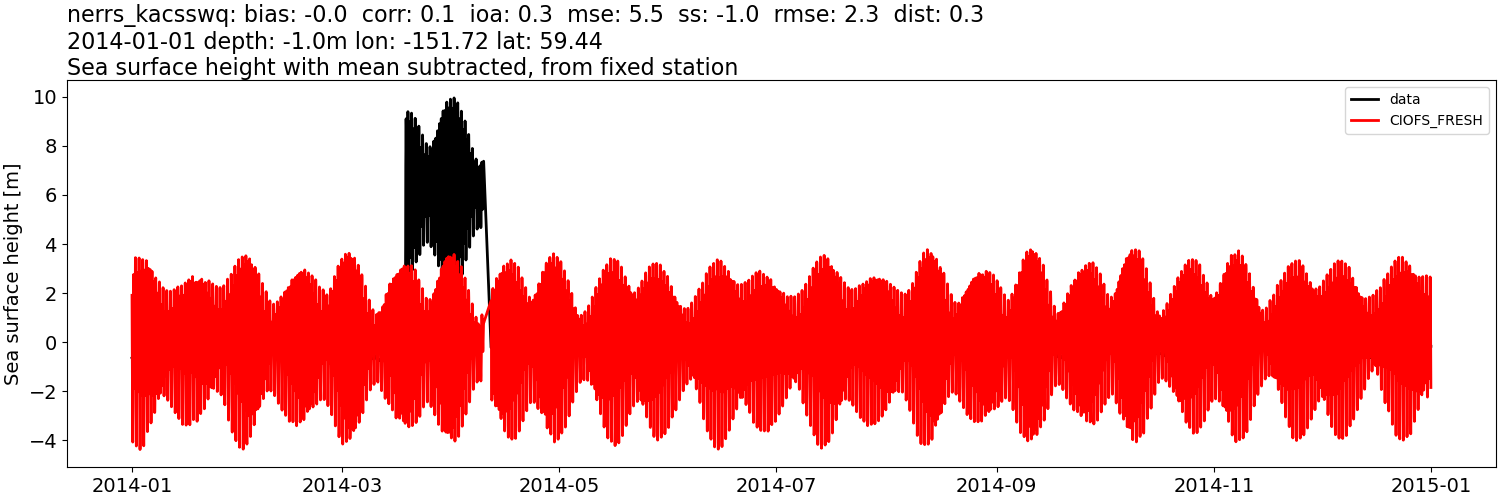 nerrs_kacsswq: bias: -0.0  corr: 0.1  ioa: 0.3  mse: 5.5  ss: -1.0  rmse: 2.3  dist: 0.3
2014-01-01 depth: -1.0m lon: -151.72 lat: 59.44
Sea surface height with mean subtracted, from fixed station
data
CIOFS_FRESH
Sea surface height [m]
10
8
6
4
2
0
−2
−4
2014-01
2014-03
2014-05
2014-07
2014-09
2014-11
2015-01